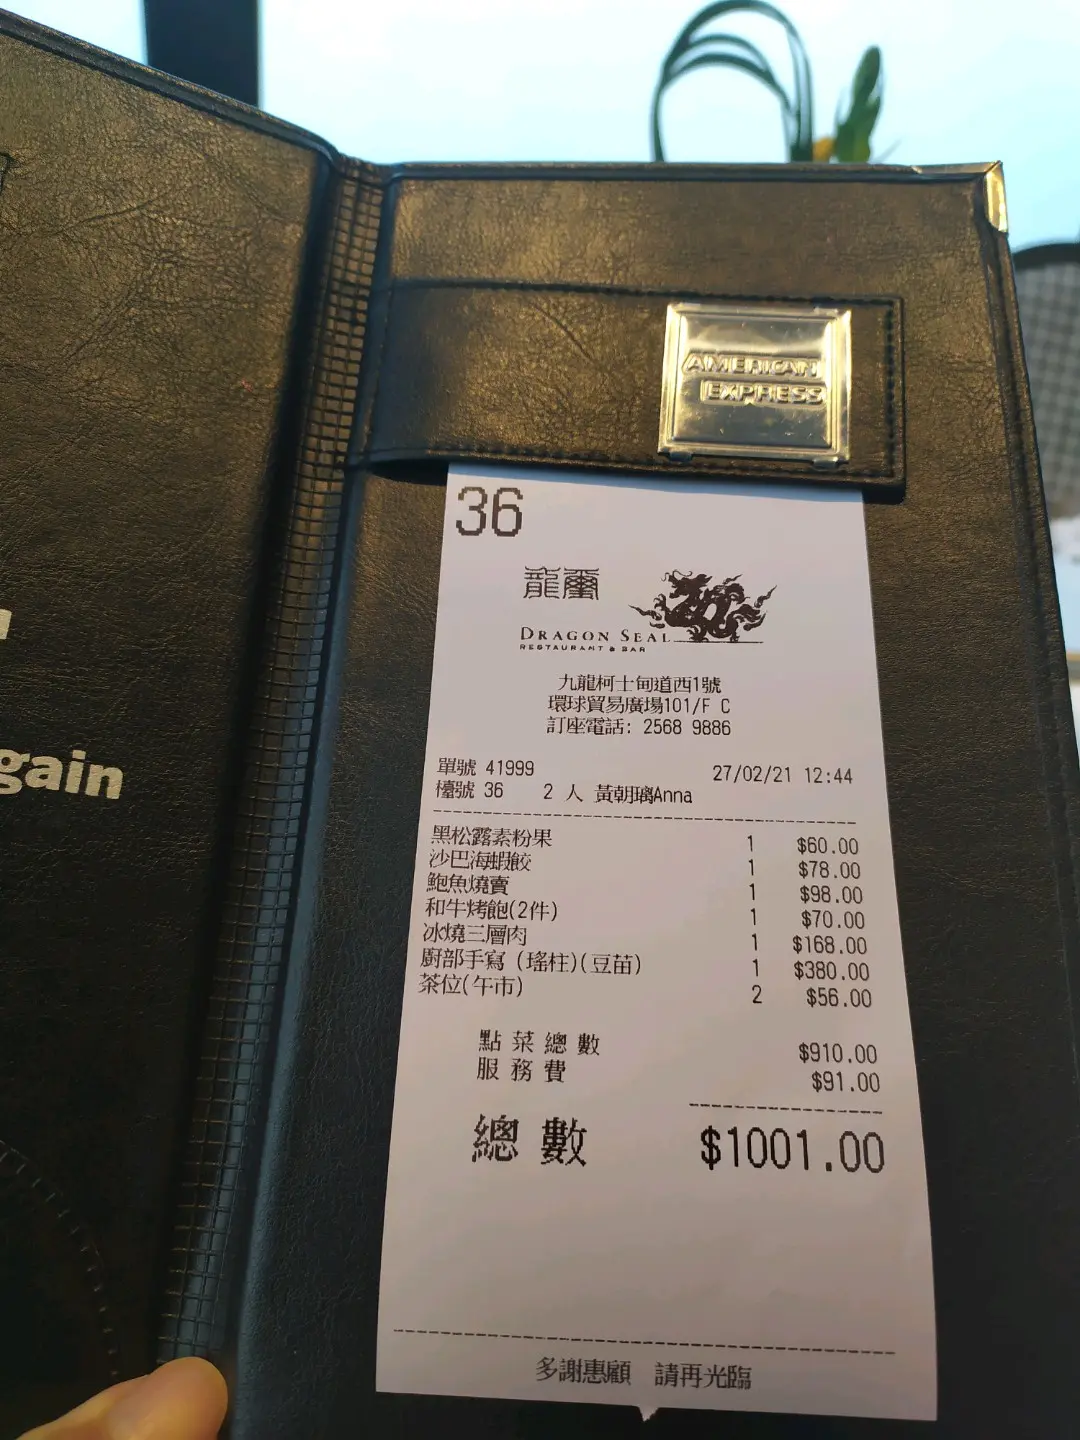 gain
AMERICAN
EXPRESS
36
龍璽
DRAGON SEAL
RESTAURANT & BAR
九龍柯士甸道西1號
環球貿易廣場101/F C
訂座電話: 2568 9886
單號 41999 27/02/21 12:44
檯號 36 2 人 黃朝璃Anna
黑松露素粉果 1 $60.00
沙巴海蝦餃 1 $78.00
鮑魚燒賣 1 $98.00
和牛烤飽(2件) 1 $70.00
冰燒三層肉 1 $168.00
廚部手寫 (瑤柱)(豆苗) 1 $380.00
茶位(午市) 2 $56.00
點菜總數 $910.00
服務費 $91.00
總數 $1001.00
多謝惠顧 請再光臨